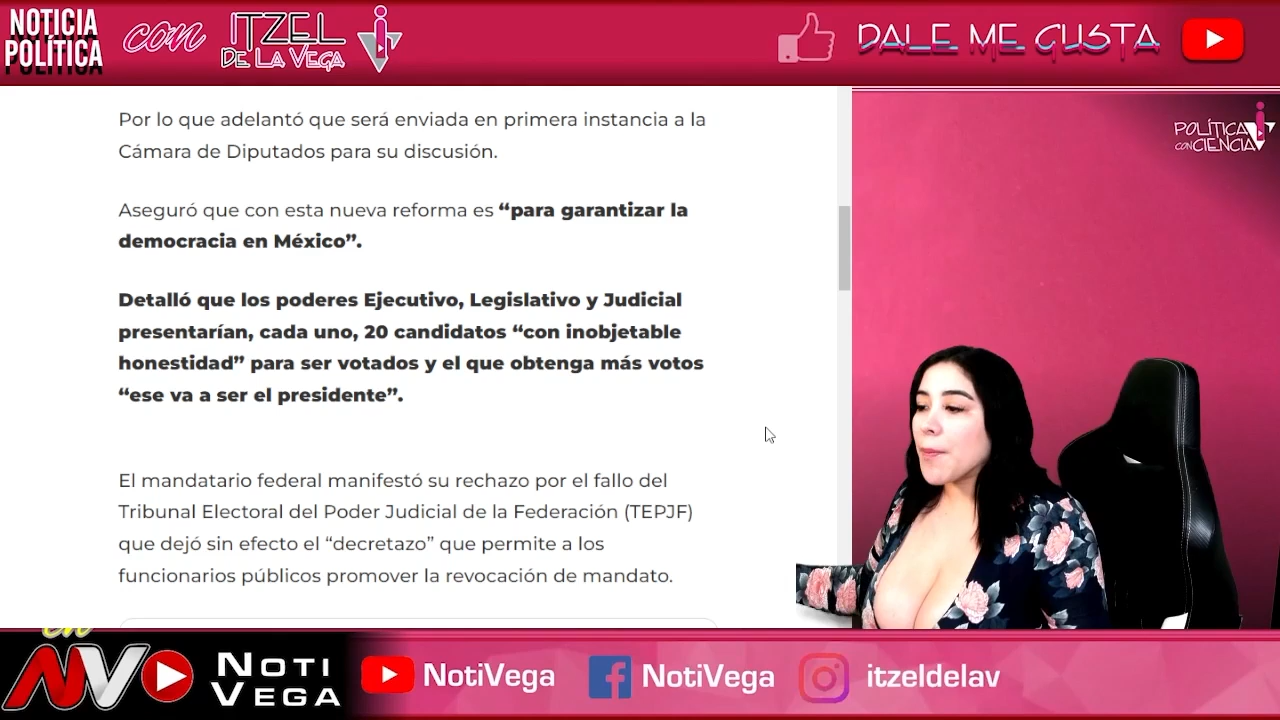 NOTICIA
POLÍTICA
con
ITZEL
DE LA VEGA
DALE ME GUSTA
POLÍTICA
CON CIENCIA
Por lo que adelantó que será enviada en primera instancia a la
Cámara de Diputados para su discusión.
Aseguró que con esta nueva reforma es “para garantizar la
democracia en México”.
Detalló que los poderes Ejecutivo, Legislativo y Judicial
presentarían, cada uno, 20 candidatos “con inobjetable
honestidad” para ser votados y el que obtenga más votos
“ese va a ser el presidente”.
El mandatario federal manifestó su rechazo por el fallo del
Tribunal Electoral del Poder Judicial de la Federación (TEPJF)
que dejó sin efecto el “decretazo” que permite a los
funcionarios públicos promover la revocación de mandato.
en
NV
NOTI
VEGA
NotiVega
NotiVega
itzeldelav